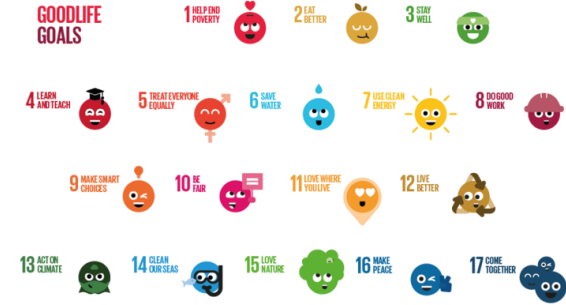 GOODLIFE
GOALS
1 HELP END
POVERTY
2 EAT
BETTER
3 STAY
WELL
4 LEARN
AND TEACH
5 TREAT EVERYONE
EQUALLY
6 SAVE
WATER
7 USE CLEAN
ENERGY
8 DO GOOD
WORK
9 MAKE SMART
CHOICES
10 BE
FAIR
11 LOVE WHERE
YOU LIVE
12 LIVE
BETTER
13 ACT ON
CLIMATE
14 CLEAN
OUR SEAS
15 LOVE
NATURE
16 MAKE
PEACE
17 COME
TOGETHER